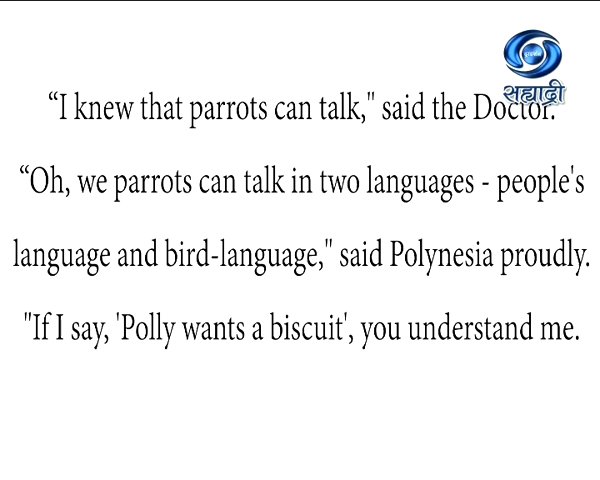 सह्याद्री
“I knew that parrots can talk," said the Doctor.
“Oh, we parrots can talk in two languages - people's
language and bird-language," said Polynesia proudly.
"If I say, 'Polly wants a biscuit', you understand me.